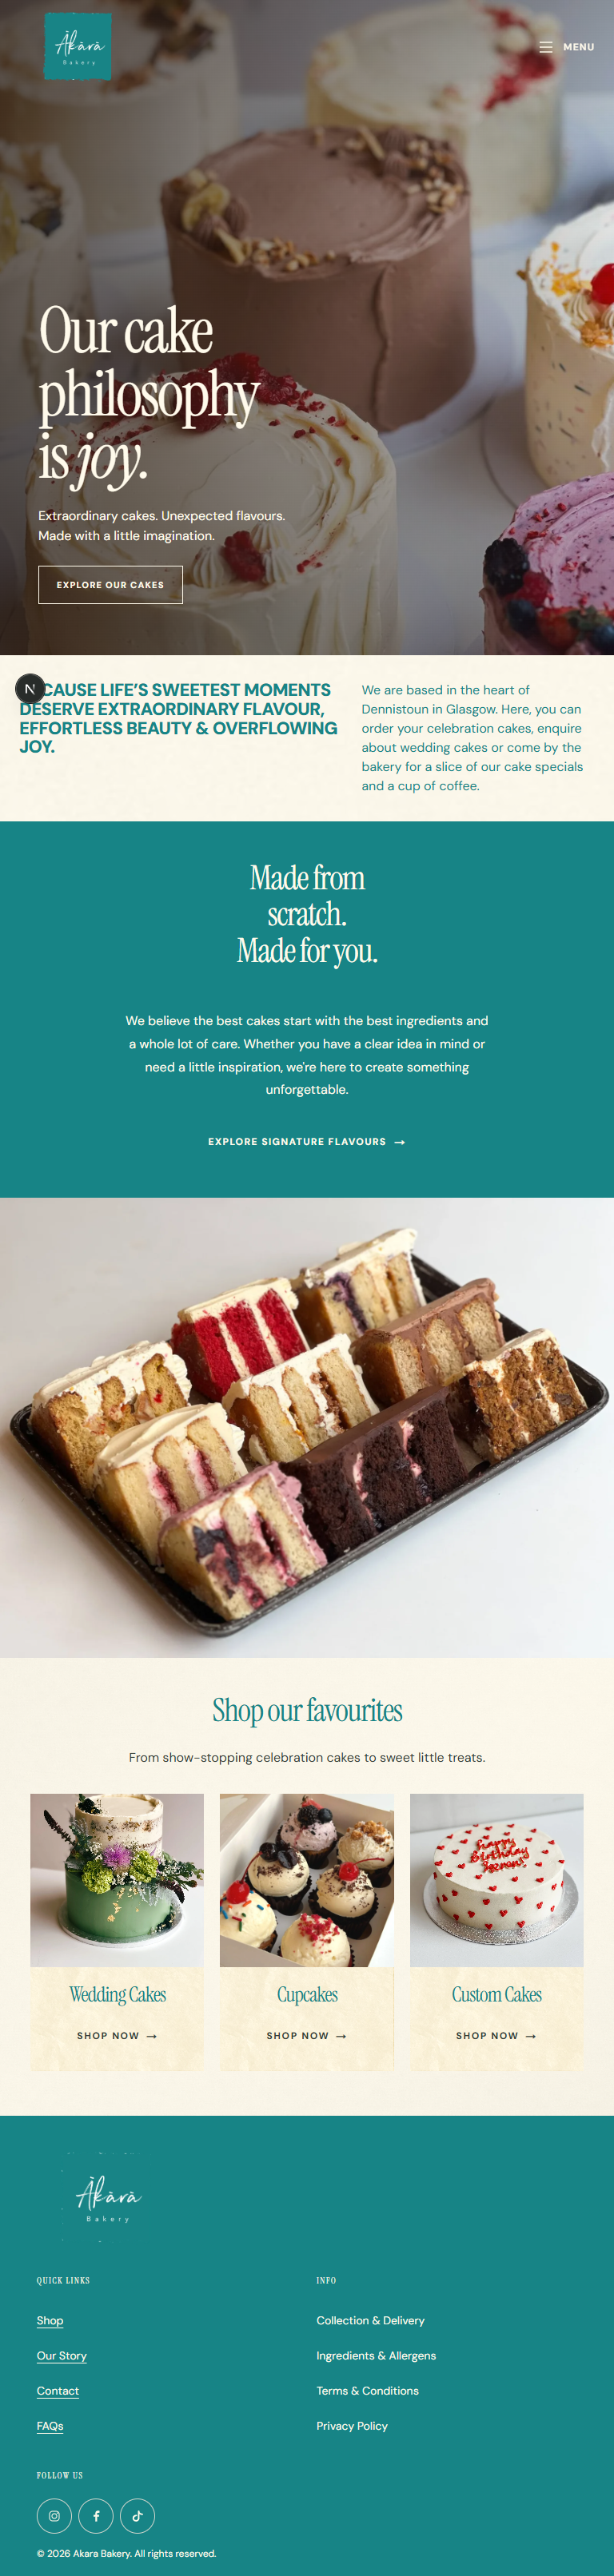 Àkàrà
Bakery
MENU
Our cake
philosophy
is joy.
Extraordinary cakes. Unexpected flavours.
Made with a little imagination.
EXPLORE OUR CAKES
N
CAUSE LIFE’S SWEETEST MOMENTS
DESERVE EXTRAORDINARY FLAVOUR,
EFFORTLESS BEAUTY & OVERFLOWING
JOY.
We are based in the heart of
Dennistoun in Glasgow. Here, you can
order your celebration cakes, enquire
about wedding cakes or come by the
bakery for a slice of our cake specials
and a cup of coffee.
Made from
scratch.
Made for you.
We believe the best cakes start with the best ingredients and
a whole lot of care. Whether you have a clear idea in mind or
need a little inspiration, we're here to create something
unforgettable.
EXPLORE SIGNATURE FLAVOURS →
Shop our favourites
From show-stopping celebration cakes to sweet little treats.
happy
Birthday
Wedding Cakes
SHOP NOW →
Cupcakes
SHOP NOW →
Custom Cakes
SHOP NOW →
Àkàrà
Bakery
QUICK LINKS
Shop
Our Story
Contact
FAQs
INFO
Collection & Delivery
Ingredients & Allergens
Terms & Conditions
Privacy Policy
FOLLOW US
© 2026 Akara Bakery. All rights reserved.